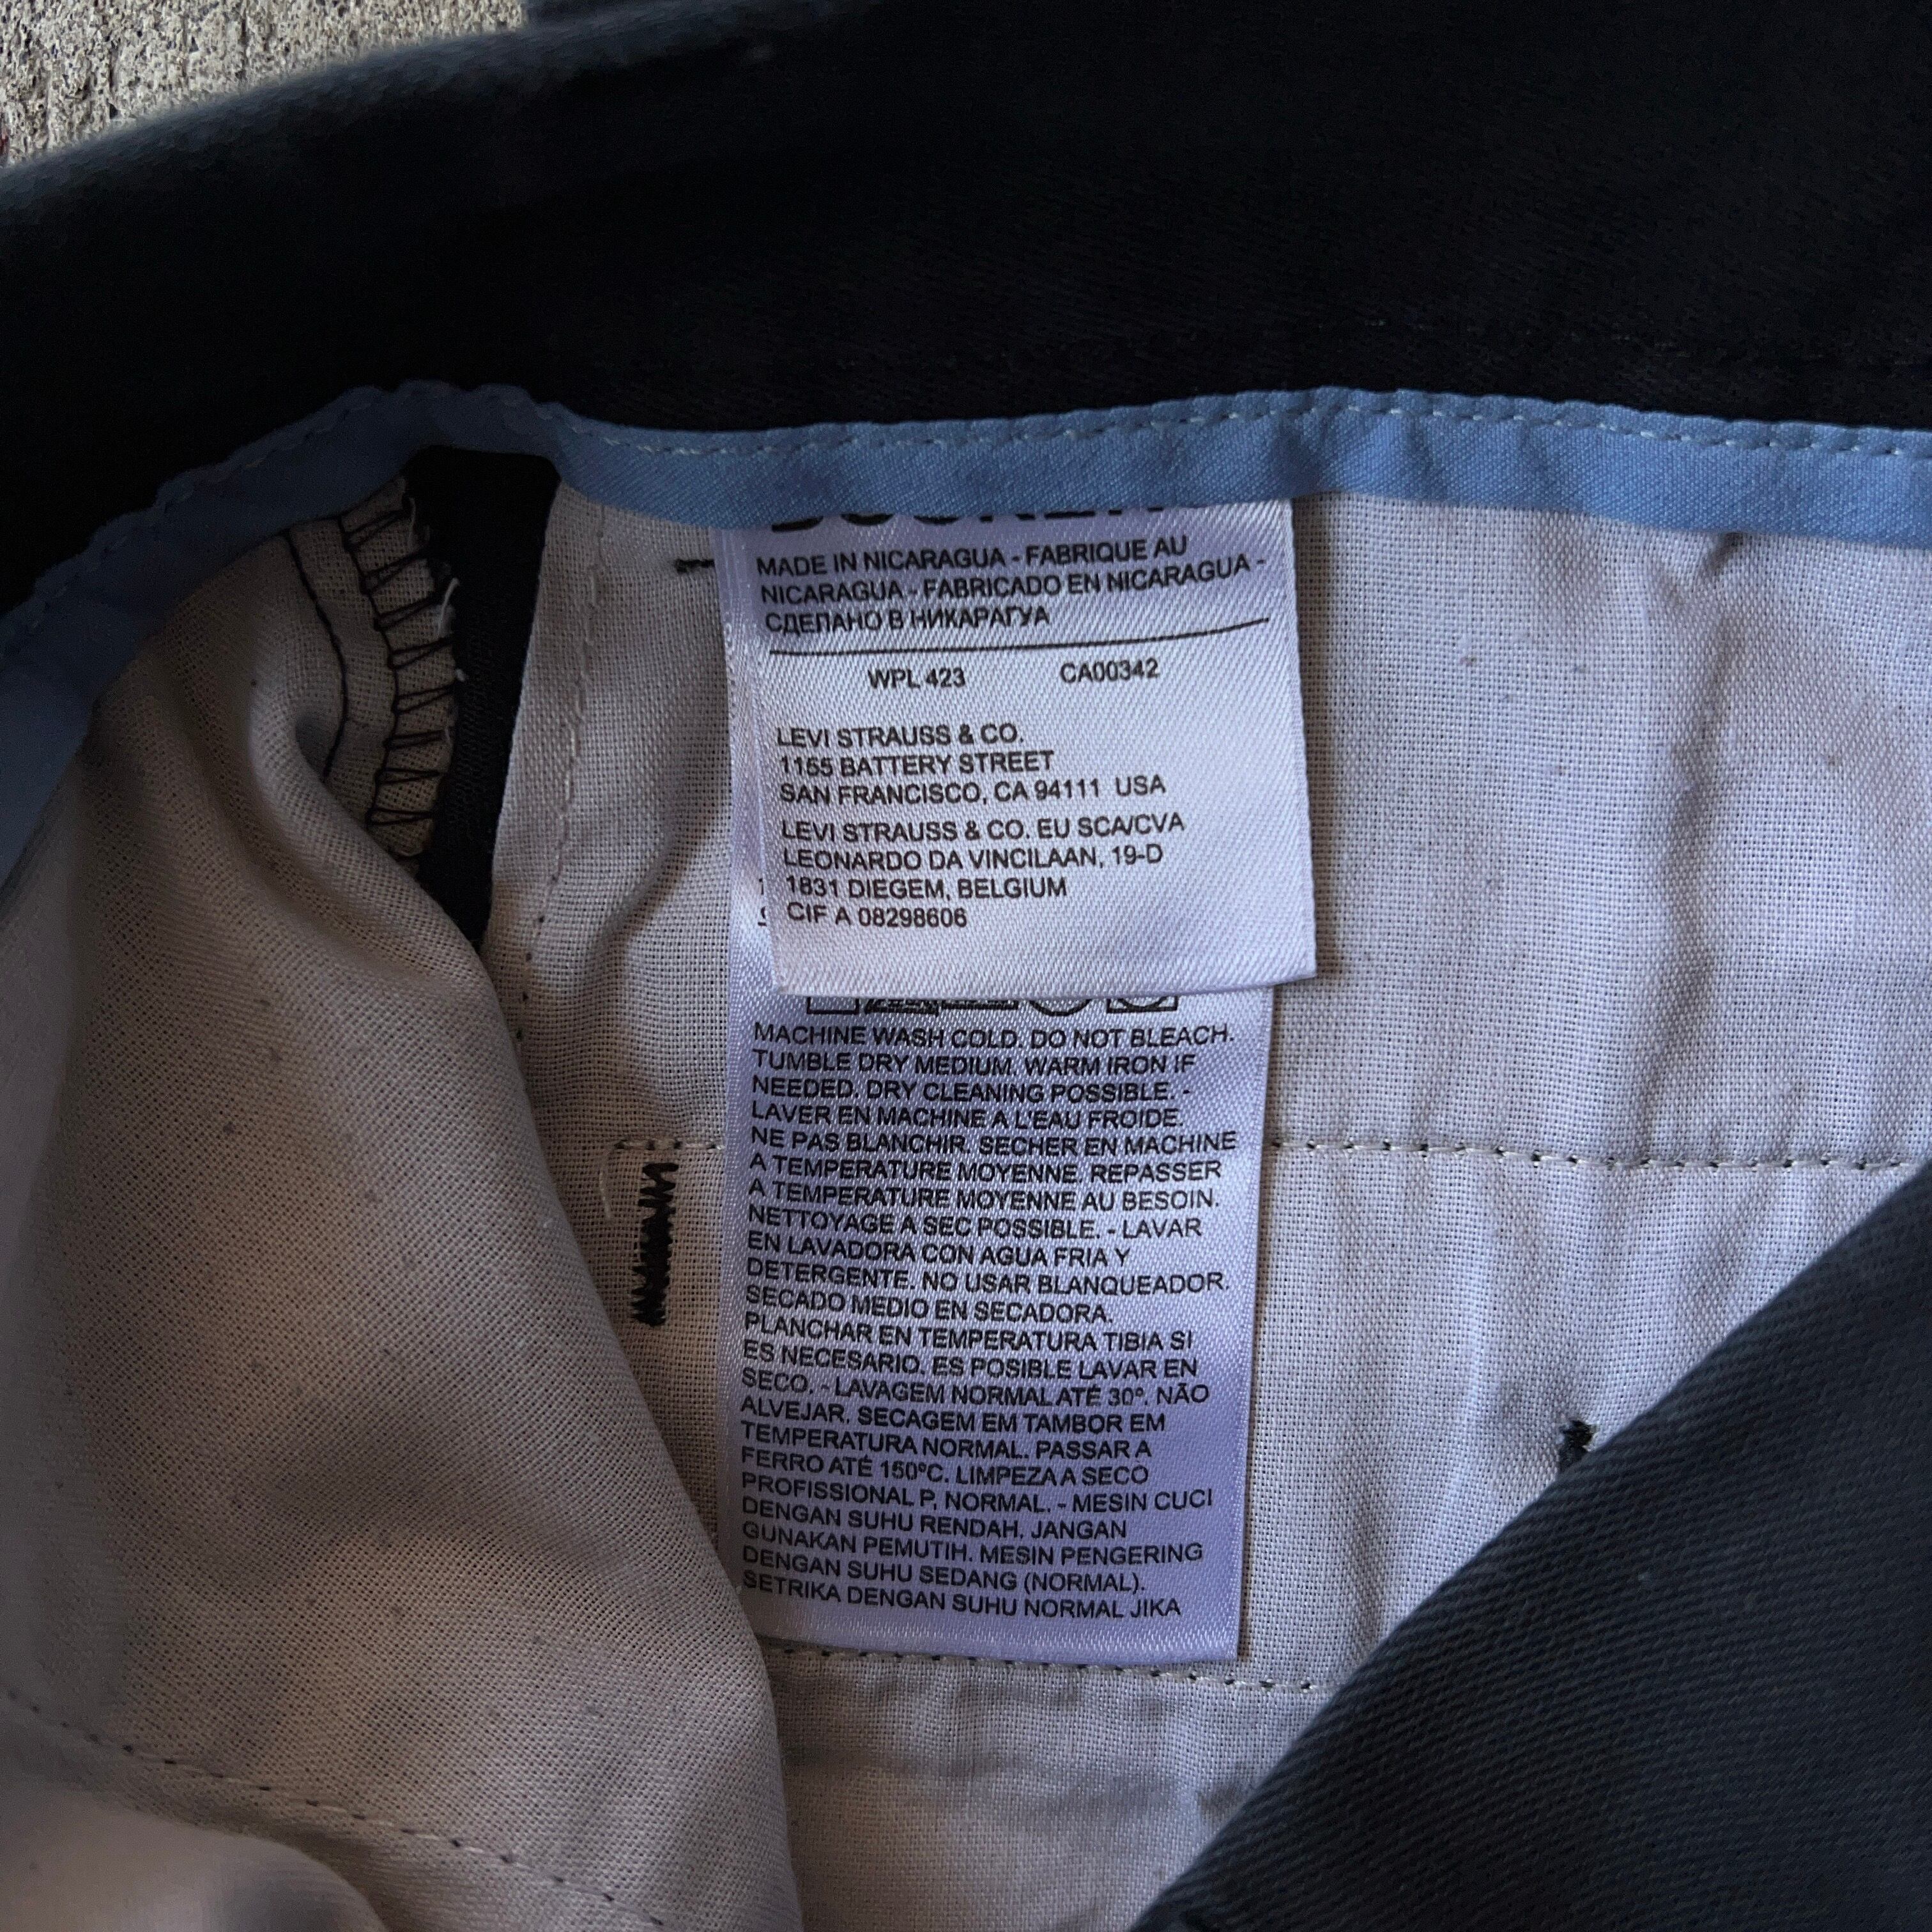 MADE IN NICARAGUA - FABRIQUE AU
NICARAGUA - FABRICADO EN NICARAGUA -
СДЕПАНО В НИКАРАГУА
WPL 423 CA00342
LEVI STRAUSS & CO.
1155 BATTERY STREET
SAN FRANCISCO, CA 94111 USA
LEVI STRAUSS & CO. EU SCA/CVA
LEONARDO DA VINCILAAN, 19-D
1831 DIEGEM, BELGIUM
CIF A 08298606
MACHINE WASH COLD. DO NOT BLEACH.
TUMBLE DRY MEDIUM. WARM IRON IF
NEEDED. DRY CLEANING POSSIBLE. -
LAVER EN MACHINE A L'EAU FROIDE.
NE PAS BLANCHIR. SECHER EN MACHINE
A TEMPERATURE MOYENNE. REPASSER
A TEMPERATURE MOYENNE AU BESOIN.
NETTOYAGE A SEC POSSIBLE. - LAVAR
EN LAVADORA CON AGUA FRIA Y
DETERGENTE. NO USAR BLANQUEADOR.
SECADO MEDIO EN SECADORA.
PLANCHAR EN TEMPERATURA TIBIA SI
ES NECESARIO. ES POSIBLE LAVAR EN
SECO. - LAVAGEM NORMAL ATÉ 30º. NÃO
ALVEJAR. SECAGEM EM TAMBOR EM
TEMPERATURA NORMAL. PASSAR A
FERRO ATÉ 150ºC. LIMPEZA A SECO
PROFISSIONAL P, NORMAL. - MESIN CUCI
DENGAN SUHU RENDAH. JANGAN
GUNAKAN PEMUTIH. MESIN PENGERING
DENGAN SUHU SEDANG (NORMAL).
SETRIKA DENGAN SUHU NORMAL JIKA